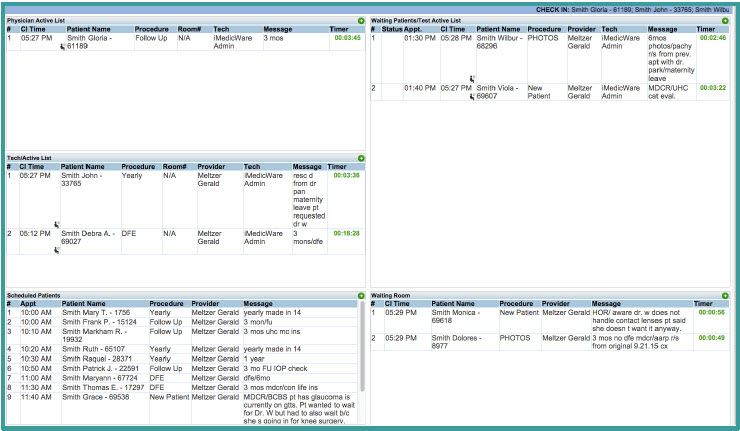 CHECK IN: Smith Gloria - 61189; Smith John - 33765; Smith Wilbu
Physician Active List
# CI Time Patient Name Procedure Room# Tech Message Timer
1 05:27 PM Smith Gloria - Follow Up N/A iMedicWare 3 mos 00:03:45
61189 Admin
Tech/Active List
# CI Time Patient Name Procedure Room# Provider Tech Message Timer
1 05:27 PM Smith John - Yearly N/A Meltzer iMedicWare resc d 00:03:36
33765 Gerald Admin from dr
pan
maternity
leave pt
requested
dr w
2 05:12 PM Smith Debra A. - DFE N/A Meltzer iMedicWare 3 00:18:28
69027 Gerald Admin mons/dfe
Waiting Patients/Test Active List
# Status Appt. CI Time Patient Name Procedure Provider Tech Message Timer
1 01:30 PM 05:28 PM Smith Wilbur - PHOTOS Meltzer iMedicWare 6mos 00:02:46
68296 Gerald Admin photos/pachy
r/s from prev.
apt with dr.
park/maternity
leave
2 01:40 PM 05:27 PM Smith Viola - New Meltzer iMedicWare MDCR/UHC 00:03:22
69607 Patient Gerald Admin cat eval.
Scheduled Patients
# Appt Patient Name Procedure Provider Message
1 10:00 AM Smith Mary T. - 1756 Yearly Meltzer Gerald yearly made in 14
2 10:00 AM Smith Frank P. - 15124 Follow Up Meltzer Gerald 3 mon/fu
3 10:10 AM Smith Markham R. - Follow Up Meltzer Gerald 3 mos uhc mc ins
19932
4 10:20 AM Smith Ruth - 65107 Yearly Meltzer Gerald yearly made in 14
5 10:30 AM Smith Raquel - 28371 Yearly Meltzer Gerald 1 year
6 10:50 AM Smith Patrick J. - 22591 Follow Up Meltzer Gerald 3 mo FU IOP check
7 11:00 AM Smith Maryann - 67724 DFE Meltzer Gerald dfe/6mo
8 11:30 AM Smith Thomas E. - 17297 DFE Meltzer Gerald 3 mos mdcr/con life ins
9 11:40 AM Smith Grace - 69538 New Patient Meltzer Gerald MDCR/BCBS pt has glaucoma is
currently on gtts. Pt wanted to wait
for Dr. W but had to also wait b/c
she s going in for knee surgery.
Waiting Room
# CI Time Patient Name Procedure Provider Message Timer
1 05:29 PM Smith Monica - New Patient Meltzer Gerald HOR/ aware dr. w does not 00:00:56
69618 handle contact lenses pt said
she doesn t want it anyway.
2 05:29 PM Smith Dolores - PHOTOS Meltzer Gerald 3 mos no dfe mdcr/aarp r/s 00:00:49
8977 from original 9.21.15 cx